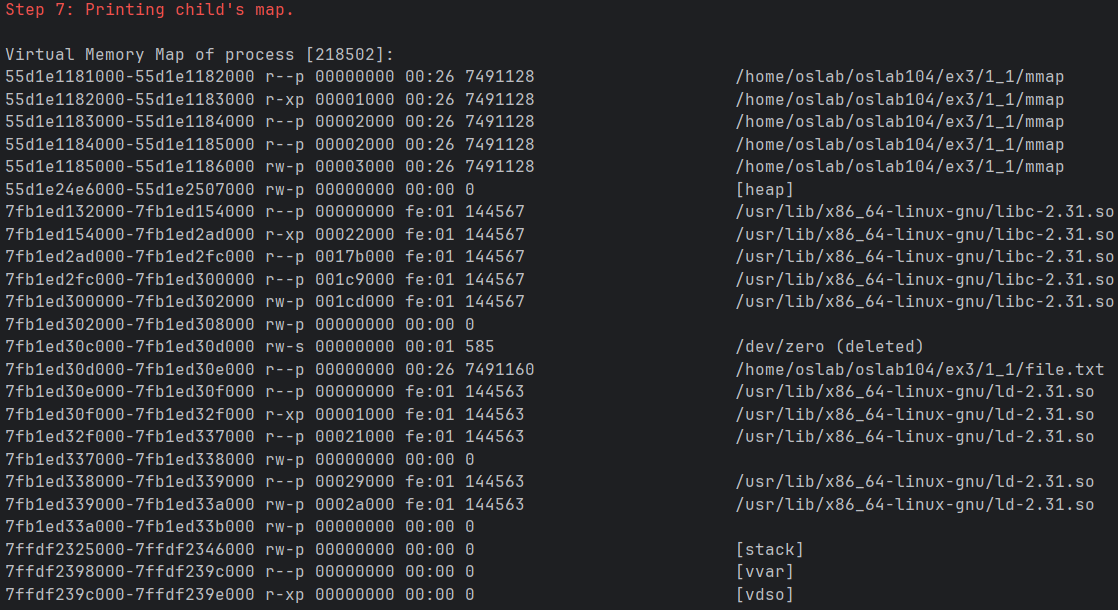 Step 7: Printing child's map.
Virtual Memory Map of process [218502]:
55d1e1181000-55d1e1182000 r--p 00000000 00:26 7491128 /home/oslab/oslab104/ex3/1_1/mmap
55d1e1182000-55d1e1183000 r-xp 00001000 00:26 7491128 /home/oslab/oslab104/ex3/1_1/mmap
55d1e1183000-55d1e1184000 r--p 00002000 00:26 7491128 /home/oslab/oslab104/ex3/1_1/mmap
55d1e1184000-55d1e1185000 r--p 00002000 00:26 7491128 /home/oslab/oslab104/ex3/1_1/mmap
55d1e1185000-55d1e1186000 rw-p 00003000 00:26 7491128 /home/oslab/oslab104/ex3/1_1/mmap
55d1e24e6000-55d1e2507000 rw-p 00000000 00:00 0 [heap]
7fb1ed132000-7fb1ed154000 r--p 00000000 fe:01 144567 /usr/lib/x86_64-linux-gnu/libc-2.31.so
7fb1ed154000-7fb1ed2ad000 r-xp 00022000 fe:01 144567 /usr/lib/x86_64-linux-gnu/libc-2.31.so
7fb1ed2ad000-7fb1ed2fc000 r--p 0017b000 fe:01 144567 /usr/lib/x86_64-linux-gnu/libc-2.31.so
7fb1ed2fc000-7fb1ed300000 r--p 001c9000 fe:01 144567 /usr/lib/x86_64-linux-gnu/libc-2.31.so
7fb1ed300000-7fb1ed302000 rw-p 001cd000 fe:01 144567 /usr/lib/x86_64-linux-gnu/libc-2.31.so
7fb1ed302000-7fb1ed308000 rw-p 00000000 00:00 0
7fb1ed30c000-7fb1ed30d000 rw-s 00000000 00:01 585 /dev/zero (deleted)
7fb1ed30d000-7fb1ed30e000 r--p 00000000 00:26 7491160 /home/oslab/oslab104/ex3/1_1/file.txt
7fb1ed30e000-7fb1ed30f000 r--p 00000000 fe:01 144563 /usr/lib/x86_64-linux-gnu/ld-2.31.so
7fb1ed30f000-7fb1ed32f000 r-xp 00001000 fe:01 144563 /usr/lib/x86_64-linux-gnu/ld-2.31.so
7fb1ed32f000-7fb1ed337000 r--p 00021000 fe:01 144563 /usr/lib/x86_64-linux-gnu/ld-2.31.so
7fb1ed337000-7fb1ed338000 rw-p 00000000 00:00 0
7fb1ed338000-7fb1ed339000 r--p 00029000 fe:01 144563 /usr/lib/x86_64-linux-gnu/ld-2.31.so
7fb1ed339000-7fb1ed33a000 rw-p 0002a000 fe:01 144563 /usr/lib/x86_64-linux-gnu/ld-2.31.so
7fb1ed33a000-7fb1ed33b000 rw-p 00000000 00:00 0
7ffdf2325000-7ffdf2346000 rw-p 00000000 00:00 0 [stack]
7ffdf2398000-7ffdf239c000 r--p 00000000 00:00 0 [vvar]
7ffdf239c000-7ffdf239e000 r-xp 00000000 00:00 0 [vdso]